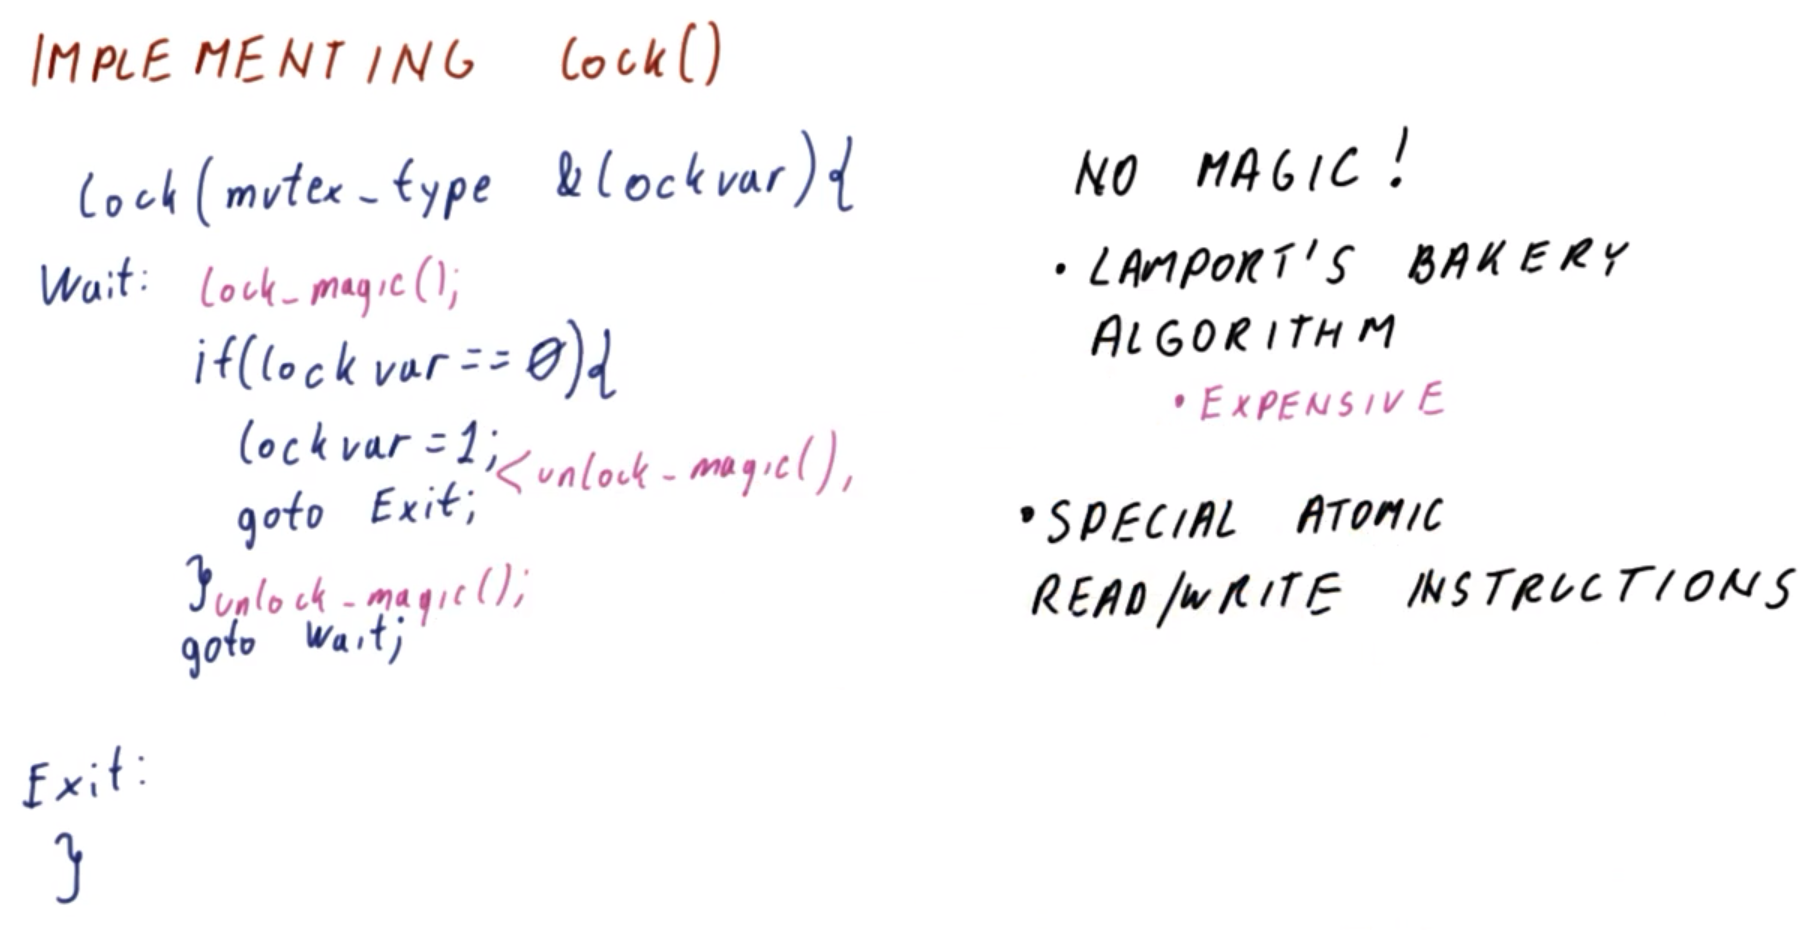 IMPLEMENTING lock()
lock(mutex_type &lockvar){
Wait: lock_magic();
if(lockvar==0){
lockvar=1;
<unlock_magic(),
goto Exit;
}unlock_magic();
goto Wait;
Exit:
}
NO MAGIC!
• LAMPORT'S BAKERY
ALGORITHM
• EXPENSIVE
• SPECIAL ATOMIC
READ/WRITE INSTRUCTIONS